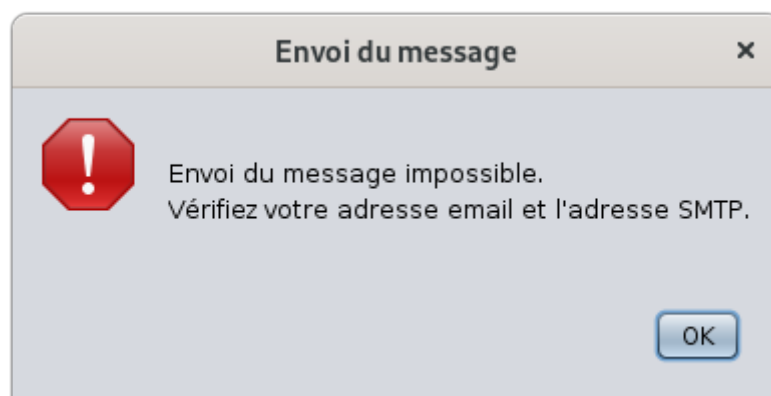 Envoi du message
Envoi du message impossible.
Vérifiez votre adresse email et l'adresse SMTP.
OK